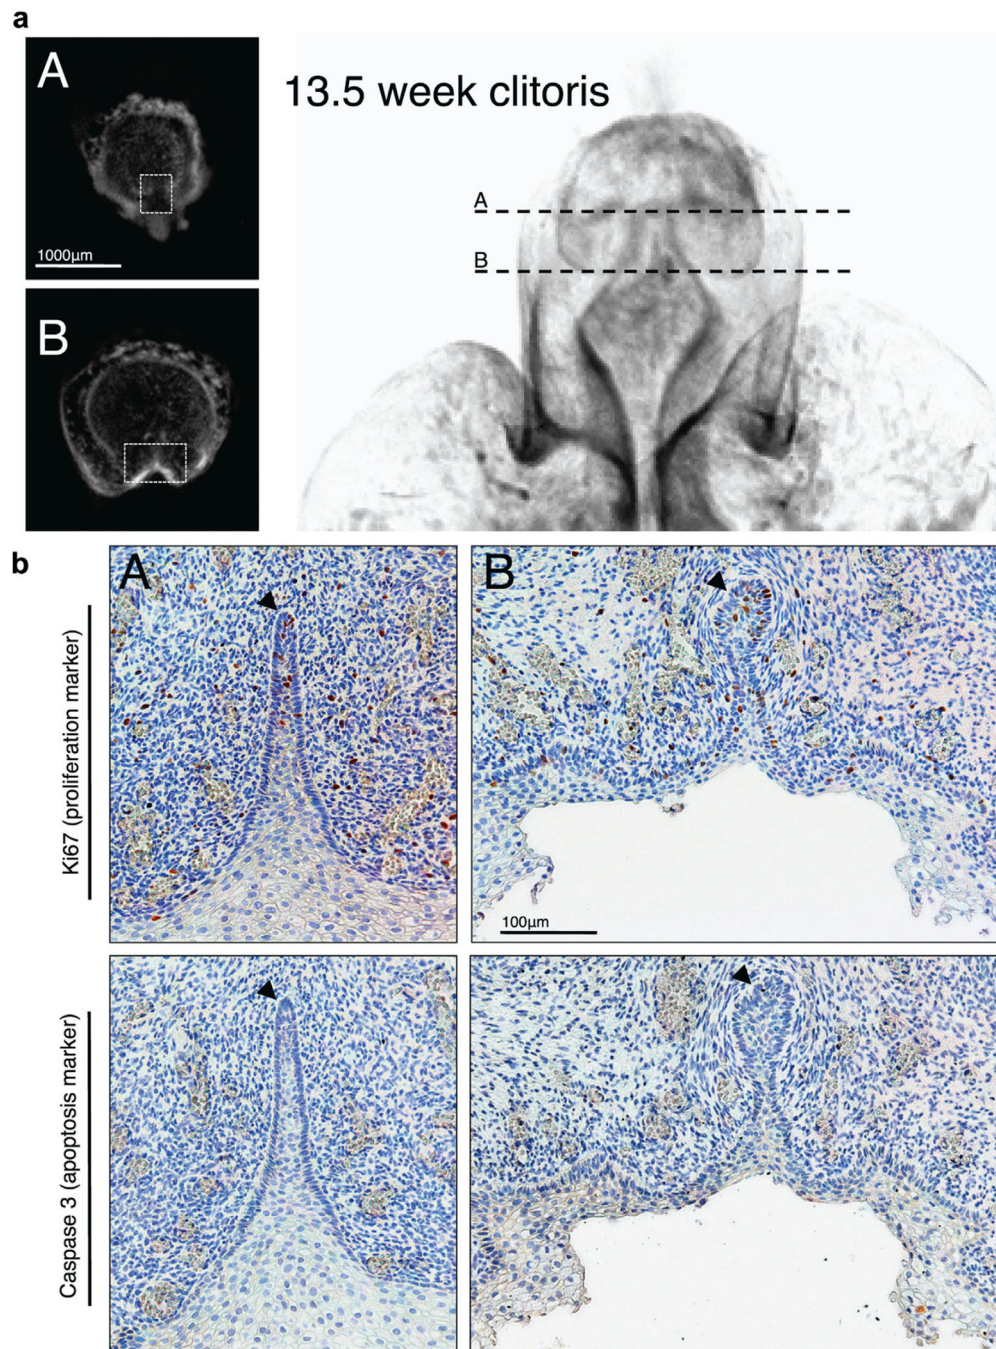 a
A
1000µm
B
13.5 week clitoris
A
B
b
Ki67 (proliferation marker)
A
B
100µm
Caspase 3 (apoptosis marker)